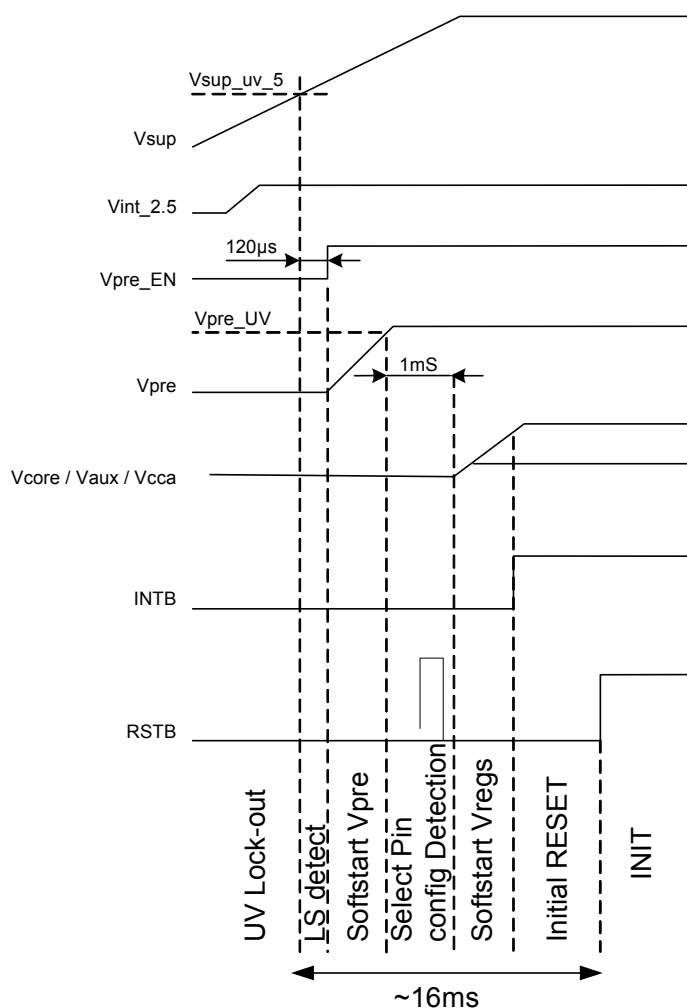 Vsup_uv_5
Vsup
Vint_2.5
120µs
Vpre_EN
Vpre_UV
1mS
Vpre
Vcore / Vaux / Vcca
INTB
RSTB
UV Lock-out
LS detect
Softstart Vpre
Select Pin
config Detection
Softstart Vregs
Initial RESET
INIT
~16ms